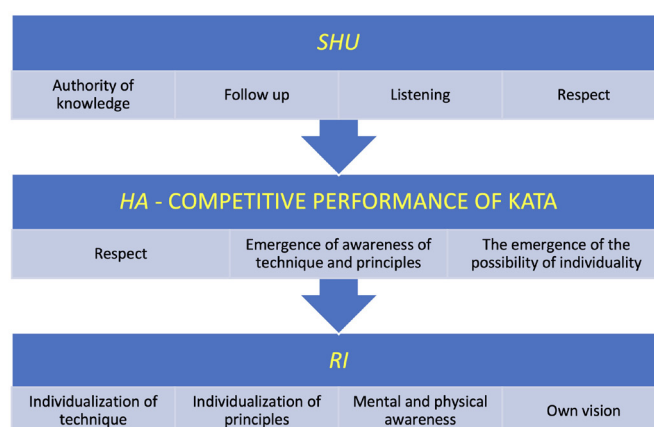 SHU
Authority of
knowledge
Follow up
Listening
Respect
HA - COMPETITIVE PERFORMANCE OF KATA
Respect
Emergence of awareness of
technique and principles
The emergence of the
possibility of individuality
RI
Individualization of
technique
Individualization of
principles
Mental and physical
awareness
Own vision